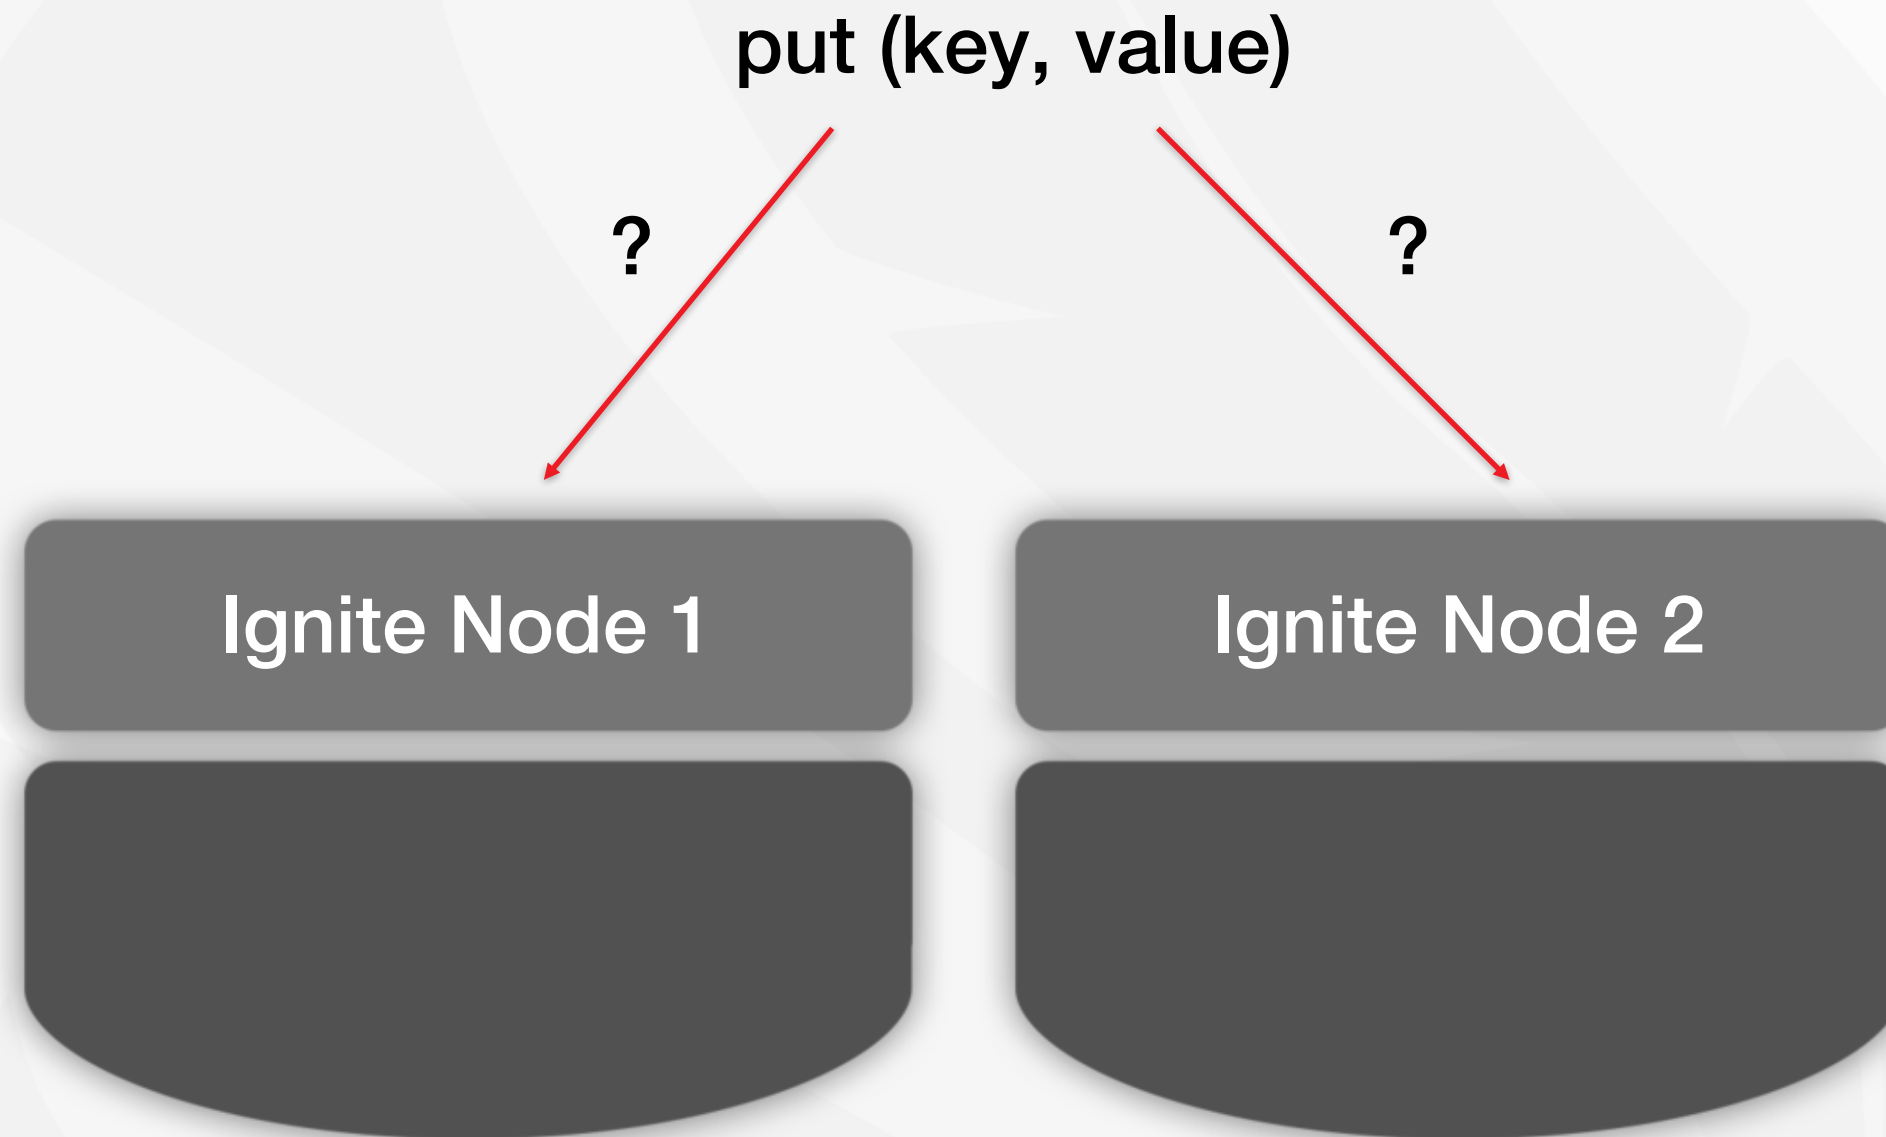 put (key, value)
? ?
Ignite Node 1 Ignite Node 2